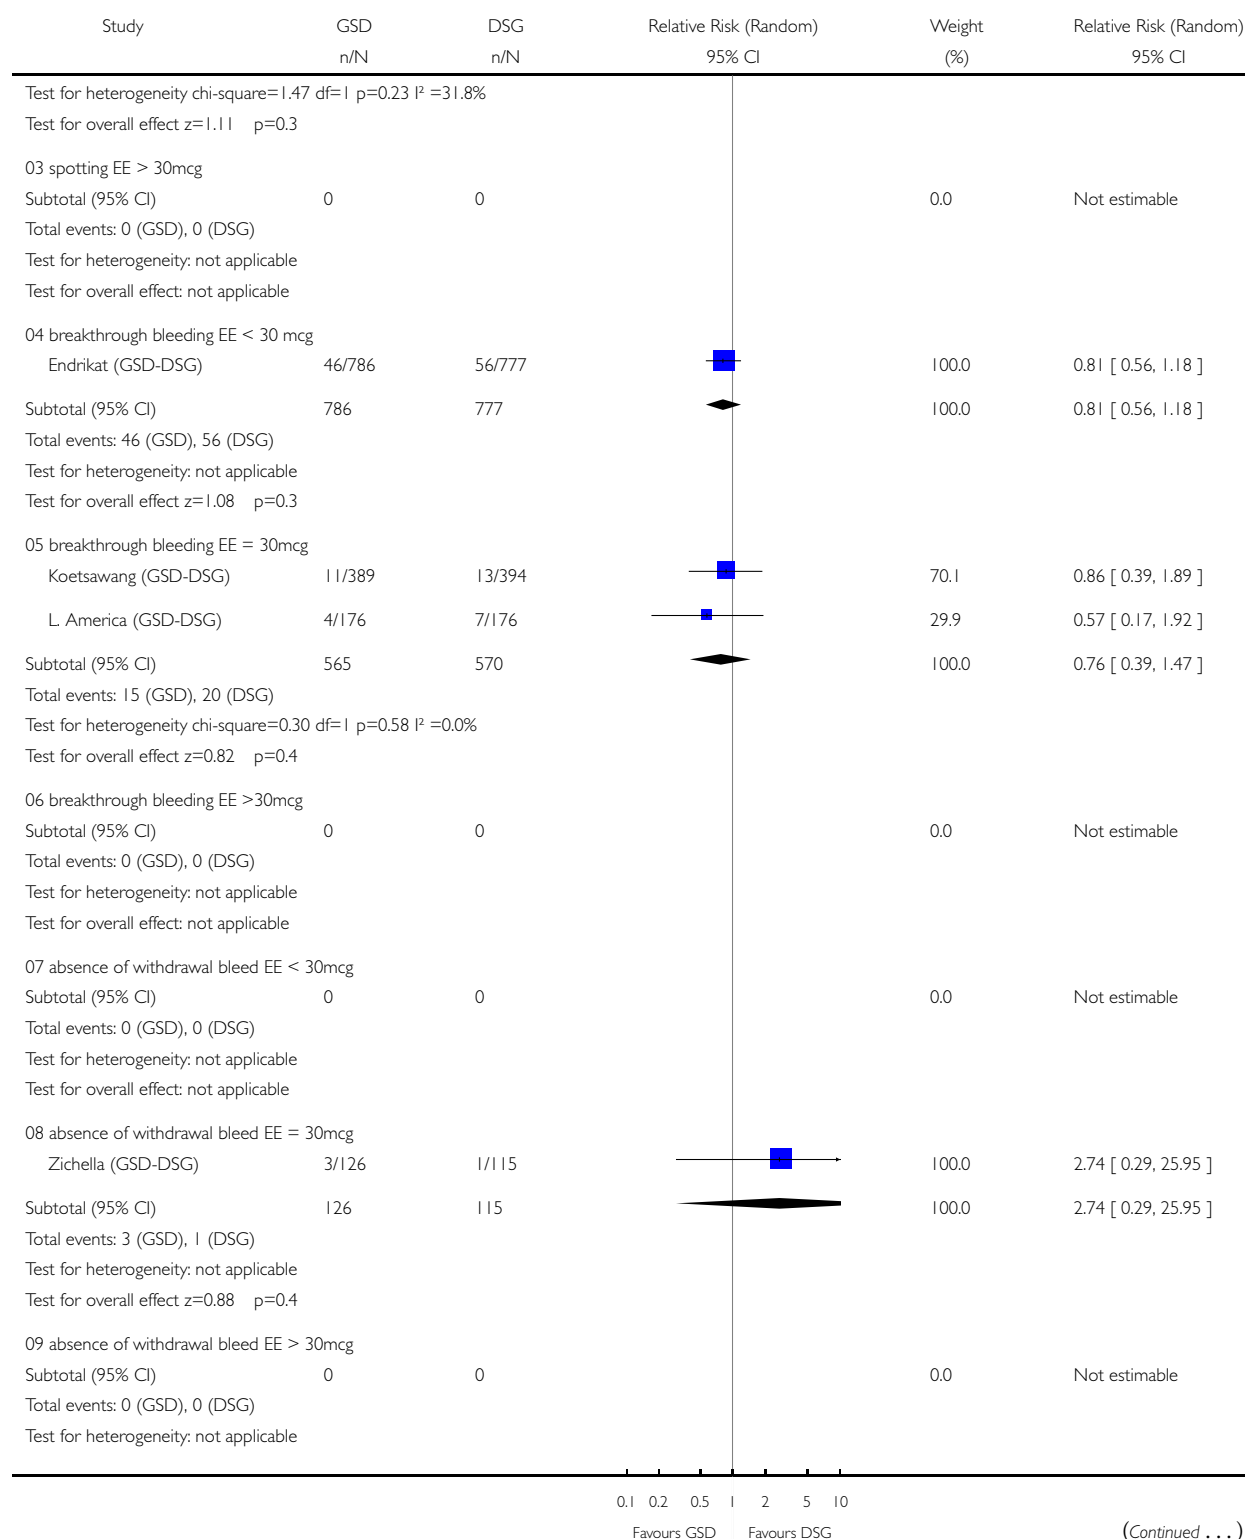 Study GSD DSG Relative Risk (Random) Weight Relative Risk (Random)
n/N n/N 95% CI (%) 95% CI
Test for heterogeneity chi-square=1.47 df=1 p=0.23 I² =31.8%
Test for overall effect z=1.11 p=0.3
03 spotting EE > 30mcg
Subtotal (95% CI) 0 0 0.0 Not estimable
Total events: 0 (GSD), 0 (DSG)
Test for heterogeneity: not applicable
Test for overall effect: not applicable
04 breakthrough bleeding EE < 30 mcg
Endrikat (GSD-DSG) 46/786 56/777 100.0 0.81 [ 0.56, 1.18 ]
Subtotal (95% CI) 786 777 100.0 0.81 [ 0.56, 1.18 ]
Total events: 46 (GSD), 56 (DSG)
Test for heterogeneity: not applicable
Test for overall effect z=1.08 p=0.3
05 breakthrough bleeding EE = 30mcg
Koetsawang (GSD-DSG) 11/389 13/394 70.1 0.86 [ 0.39, 1.89 ]
L. America (GSD-DSG) 4/176 7/176 29.9 0.57 [ 0.17, 1.92 ]
Subtotal (95% CI) 565 570 100.0 0.76 [ 0.39, 1.47 ]
Total events: 15 (GSD), 20 (DSG)
Test for heterogeneity chi-square=0.30 df=1 p=0.58 I² =0.0%
Test for overall effect z=0.82 p=0.4
06 breakthrough bleeding EE >30mcg
Subtotal (95% CI) 0 0 0.0 Not estimable
Total events: 0 (GSD), 0 (DSG)
Test for heterogeneity: not applicable
Test for overall effect: not applicable
07 absence of withdrawal bleed EE < 30mcg
Subtotal (95% CI) 0 0 0.0 Not estimable
Total events: 0 (GSD), 0 (DSG)
Test for heterogeneity: not applicable
Test for overall effect: not applicable
08 absence of withdrawal bleed EE = 30mcg
Zichella (GSD-DSG) 3/126 1/115 100.0 2.74 [ 0.29, 25.95 ]
Subtotal (95% CI) 126 115 100.0 2.74 [ 0.29, 25.95 ]
Total events: 3 (GSD), 1 (DSG)
Test for heterogeneity: not applicable
Test for overall effect z=0.88 p=0.4
09 absence of withdrawal bleed EE > 30mcg
Subtotal (95% CI) 0 0 0.0 Not estimable
Total events: 0 (GSD), 0 (DSG)
Test for heterogeneity: not applicable
0.1 0.2 0.5 1 2 5 10
Favours GSD Favours DSG (Continued . . . )